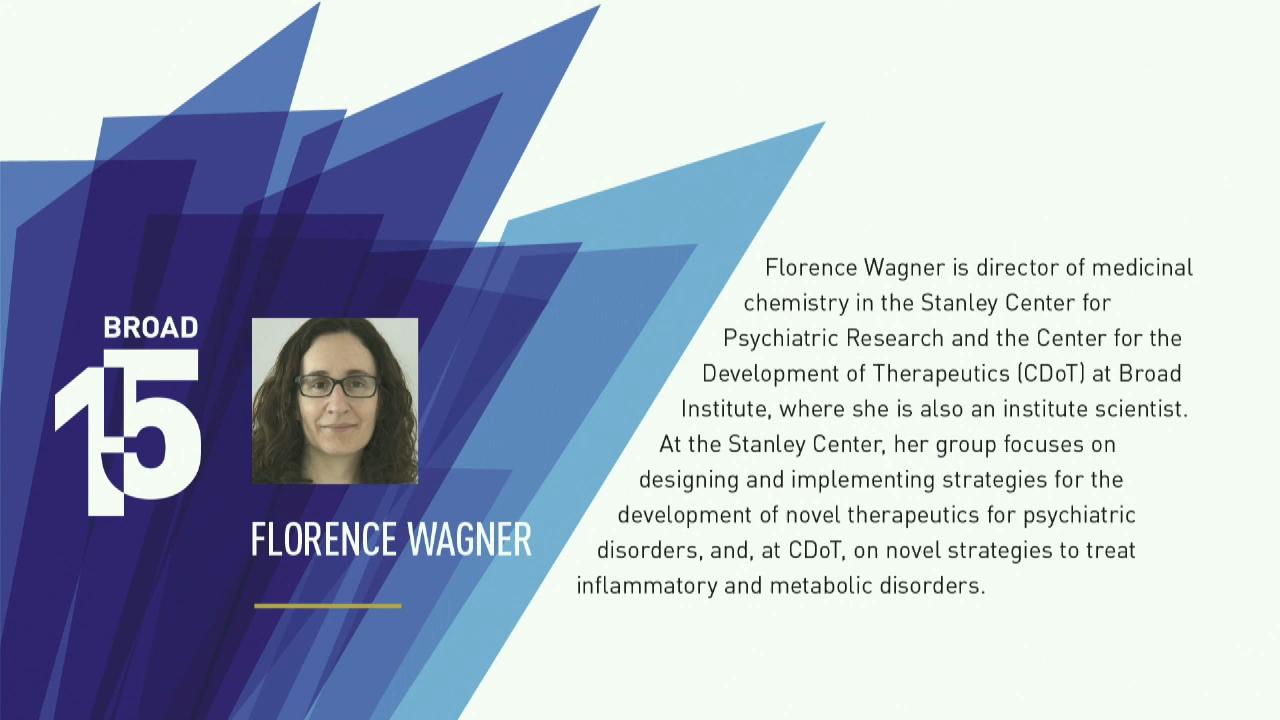 BROAD
15
FLORENCE WAGNER
Florence Wagner is director of medicinal
chemistry in the Stanley Center for
Psychiatric Research and the Center for the
Development of Therapeutics (CDoT) at Broad
Institute, where she is also an institute scientist.
At the Stanley Center, her group focuses on
designing and implementing strategies for the
development of novel therapeutics for psychiatric
disorders, and, at CDoT, on novel strategies to treat
inflammatory and metabolic disorders.